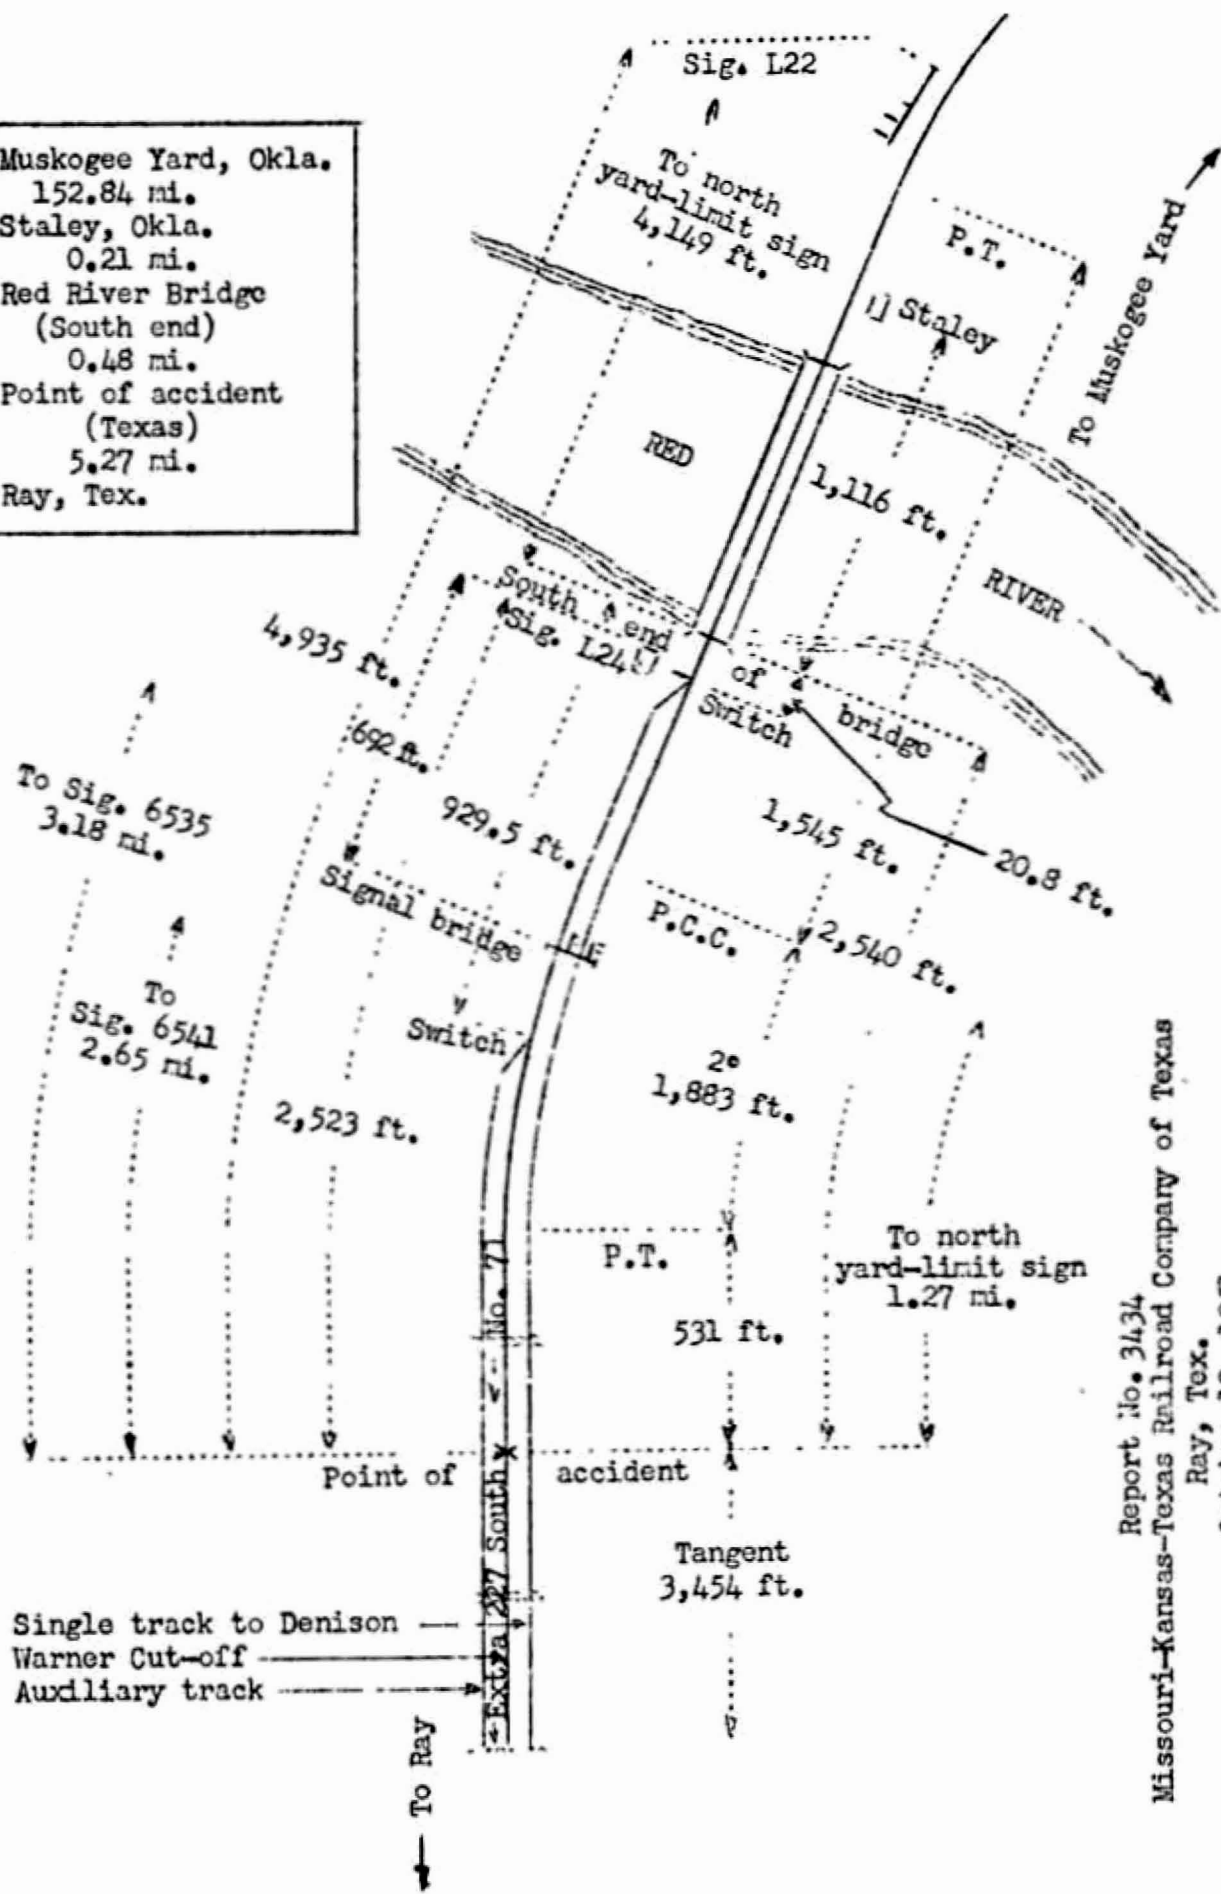 Muskogee Yard, Okla.
152.84 mi.
Staley, Okla.
0.21 mi.
Red River Bridge
(South end)
0.48 mi.
Point of accident
(Texas)
5.27 mi.
Ray, Tex.
Sig. L22
To north
yard-limit sign
4,149 ft.
P.T.
Staley
To Muskogee Yard
RED
1,116 ft.
RIVER
South end of bridge
Sig. L24
Switch
4,935 ft.
692 ft.
929.5 ft.
1,545 ft.
20.8 ft.
To Sig. 6535
3.18 mi.
Signal bridge
P.C.C.
2,540 ft.
To
Sig. 6541
2.65 mi.
Switch
2°
1,883 ft.
2,523 ft.
P.T.
To north
yard-limit sign
1.27 mi.
531 ft.
No. 71
Point of accident
Extra 227 South
Tangent
3,454 ft.
Single track to Denison
Warner Cut-off
Auxiliary track
To Ray
Report No. 3434
Missouri-Kansas-Texas Railroad Company of Texas
Ray, Tex.